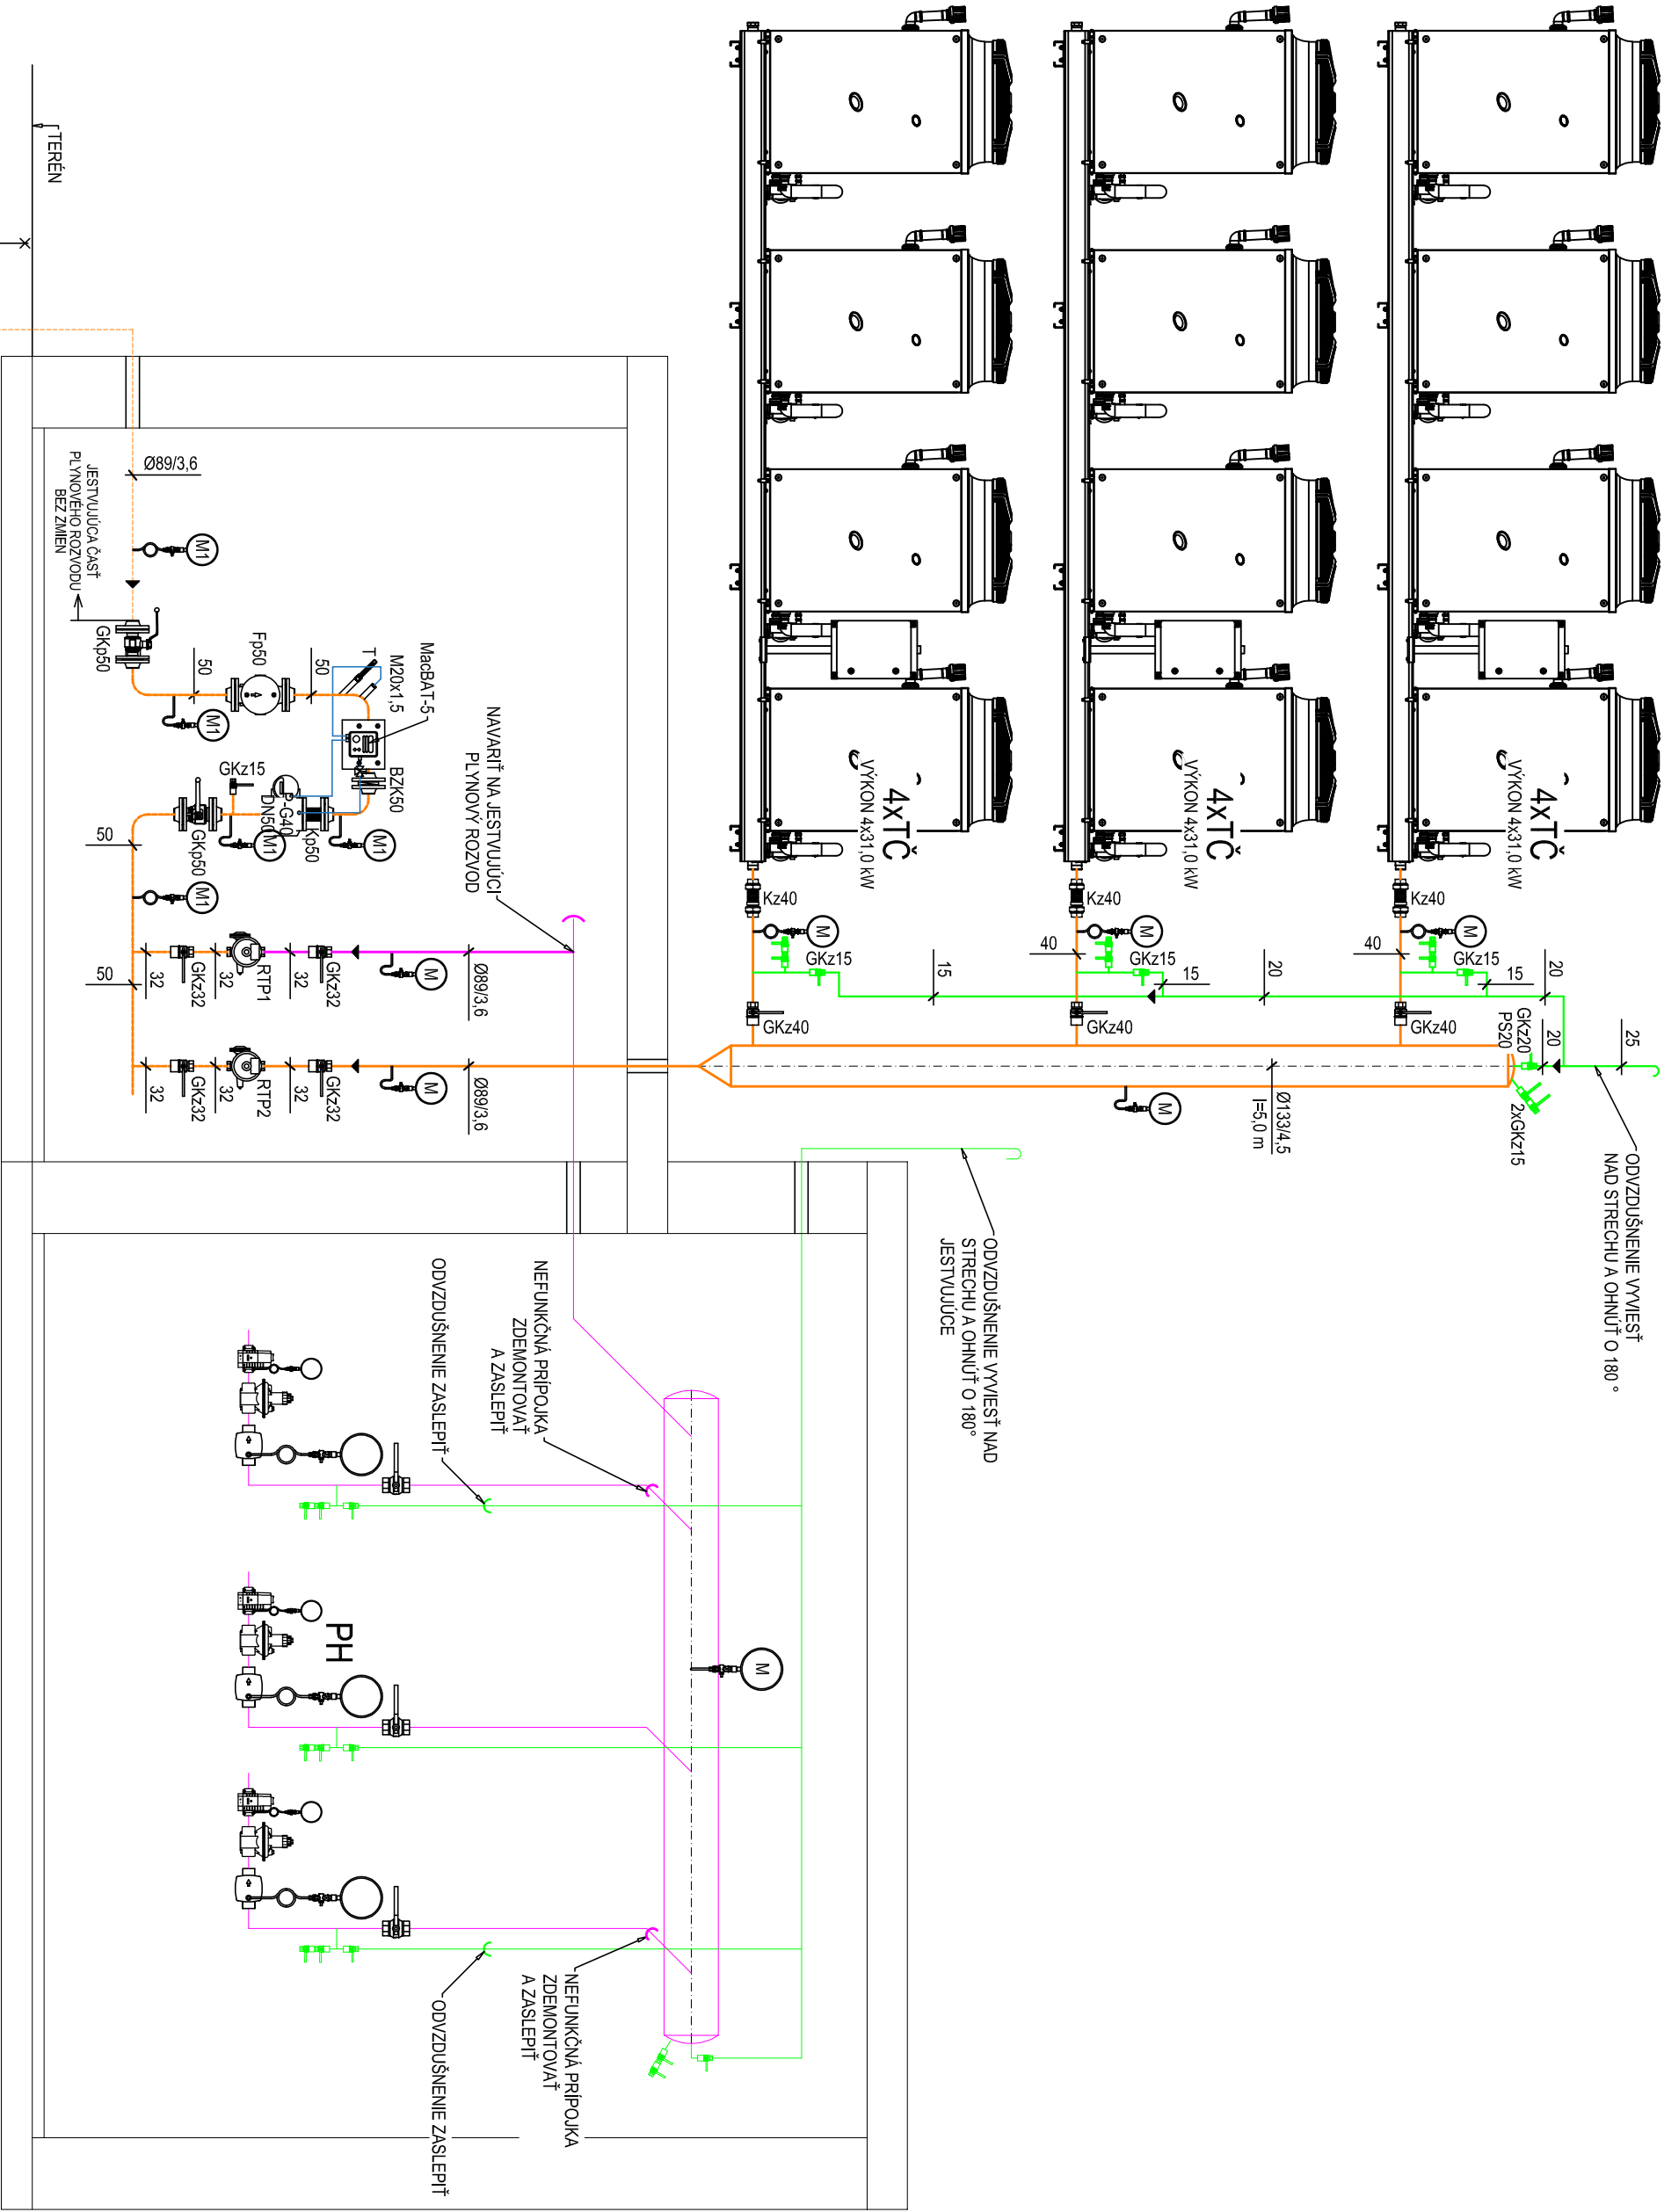 4xTČ
VÝKON 4x31,0 kW
4xTČ
VÝKON 4x31,0 kW
4xTČ
VÝKON 4x31,0 kW
Kz40
Kz40
Kz40
M
M
M
GKz15
GKz15
GKz15
40
40
15
15
15
20
20
20
25
GKz40
GKz40
GKz40
GKz20
PS20
2xGKz15
ODVZDUŠNENIE VYVIESŤ
NAD STRECHU A OHNÚŤ O 180 °
Ø133/4,5
l=5,0 m
M
ODVZDUŠNENIE VYVIESŤ NAD
STRECHU A OHNÚŤ O 180°
JESTVUJÚCE
TERÉN
Ø89/3,6
JESTVUJÚCA ČASŤ
PLYNOVÉHO ROZVODU
BEZ ZMIEN
M1
GKp50
50
Fp50
50
M1
T
M20x1,5
MacBAT-5
BZK50
NAVARIŤ NA JESTVUJÚCI
PLYNOVÝ ROZVOD
GKz15
G40
DN50
Kp50
M1
M1
GKp50
50
M1
50
32
GKz32
32
RTP1
32
GKz32
M
Ø89/3,6
32
GKz32
32
RTP2
32
GKz32
M
Ø89/3,6
NEFUNKČNÁ PRÍPOJKA
ZDEMONTOVAŤ
A ZASLEPIŤ
ODVZDUŠNENIE ZASLEPIŤ
PH
M
NEFUNKČNÁ PRÍPOJKA
ZDEMONTOVAŤ
A ZASLEPIŤ
ODVZDUŠNENIE ZASLEPIŤ